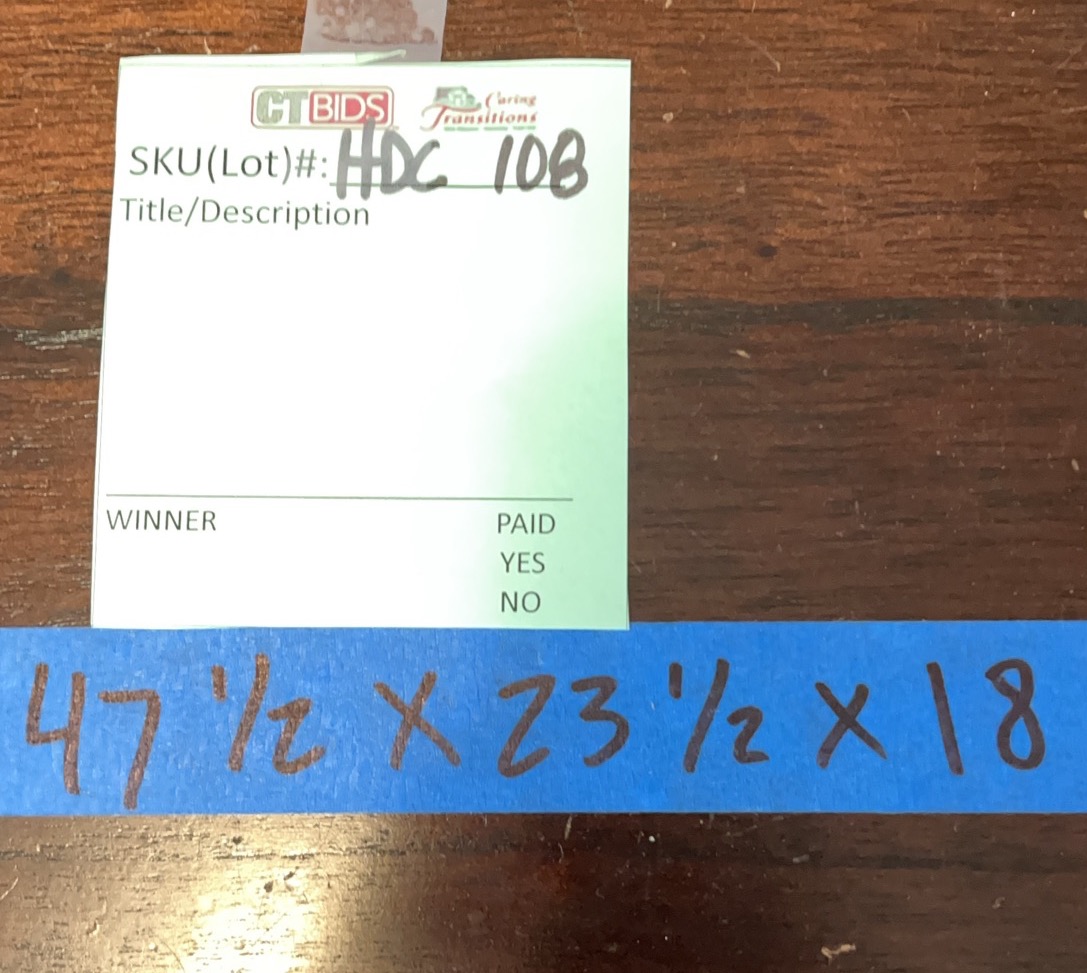 CTBIDS Caring Transitions
SKU(Lot)#: HDC 108
Title/Description
WINNER PAID
YES
NO
47 1/2 X 23 1/2 X 18